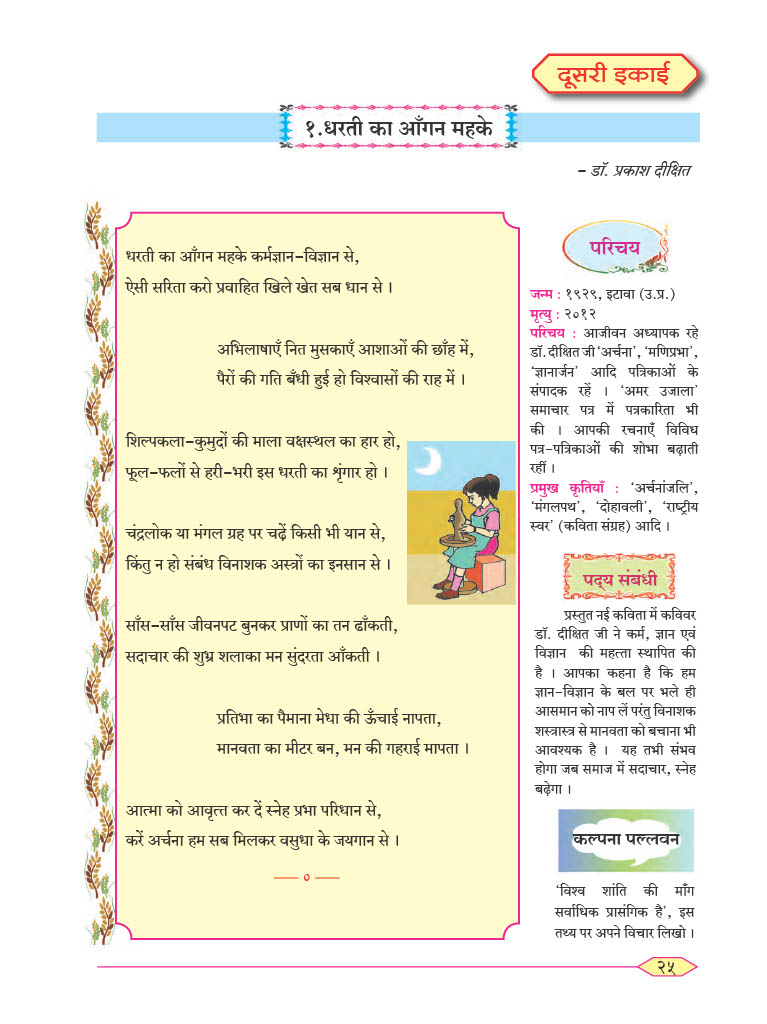 दूसरी इकाई
१.धरती का आँगन महके
– डॉ. प्रकाश दीक्षित
धरती का आँगन महके कर्मज्ञान-विज्ञान से,
ऐसी सरिता करो प्रवाहित खिले खेत सब धान से ।
अभिलाषाएँ नित मुसकाएँ आशाओं की छाँह में,
पैरों की गति बँधी हुई हो विश्वासों की राह में ।
शिल्पकला-कुमुदों की माला वक्षस्थल का हार हो,
फूल-फलों से हरी-भरी इस धरती का शृंगार हो ।
चंद्रलोक या मंगल ग्रह पर चढ़ें किसी भी यान से,
किंतु न हो संबंध विनाशक अस्त्रों का इनसान से ।
साँस-साँस जीवनपट बुनकर प्राणों का तन ढाँकती,
सदाचार की शुभ्र शलाका मन सुंदरता आँकती ।
प्रतिभा का पैमाना मेधा की ऊँचाई नापता,
मानवता का मीटर बन, मन की गहराई मापता ।
आत्मा को आवृत्त कर दें स्नेह प्रभा परिधान से,
करें अर्चना हम सब मिलकर वसुधा के जयगान से ।
—— ० ——
परिचय
जन्म : १९२९, इटावा (उ.प्र.)
मृत्यु : २०१२
परिचय : आजीवन अध्यापक रहे
डॉ. दीक्षित जी ‘अर्चना’, ‘मणिप्रभा’,
‘ज्ञानार्जन’ आदि पत्रिकाओं के
संपादक रहें । ‘अमर उजाला’
समाचार पत्र में पत्रकारिता भी
की । आपकी रचनाएँ विविध
पत्र-पत्रिकाओं की शोभा बढ़ाती
रहीं ।
प्रमुख कृतियाँ : ‘अर्चनांजलि’,
‘मंगलपथ’, ‘दोहावली’, ‘राष्ट्रीय
स्वर’ (कविता संग्रह) आदि ।
पद्य संबंधी
प्रस्तुत नई कविता में कविवर
डॉ. दीक्षित जी ने कर्म, ज्ञान एवं
विज्ञान की महत्ता स्थापित की
है । आपका कहना है कि हम
ज्ञान-विज्ञान के बल पर भले ही
आसमान को नाप लें परंतु विनाशक
शस्त्रास्त्र से मानवता को बचाना भी
आवश्यक है । यह तभी संभव
होगा जब समाज में सदाचार, स्नेह
बढ़ेगा ।
कल्पना पल्लवन
‘विश्व शांति की माँग
सर्वाधिक प्रासंगिक है’, इस
तथ्य पर अपने विचार लिखो ।
२५